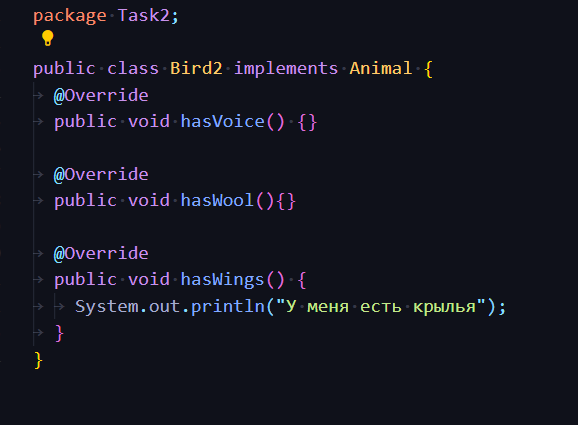 package Task2;
public class Bird2 implements Animal {
@Override
public void hasVoice() {}
@Override
public void hasWool(){}
@Override
public void hasWings() {
System.out.println("У меня есть крылья");
}
}